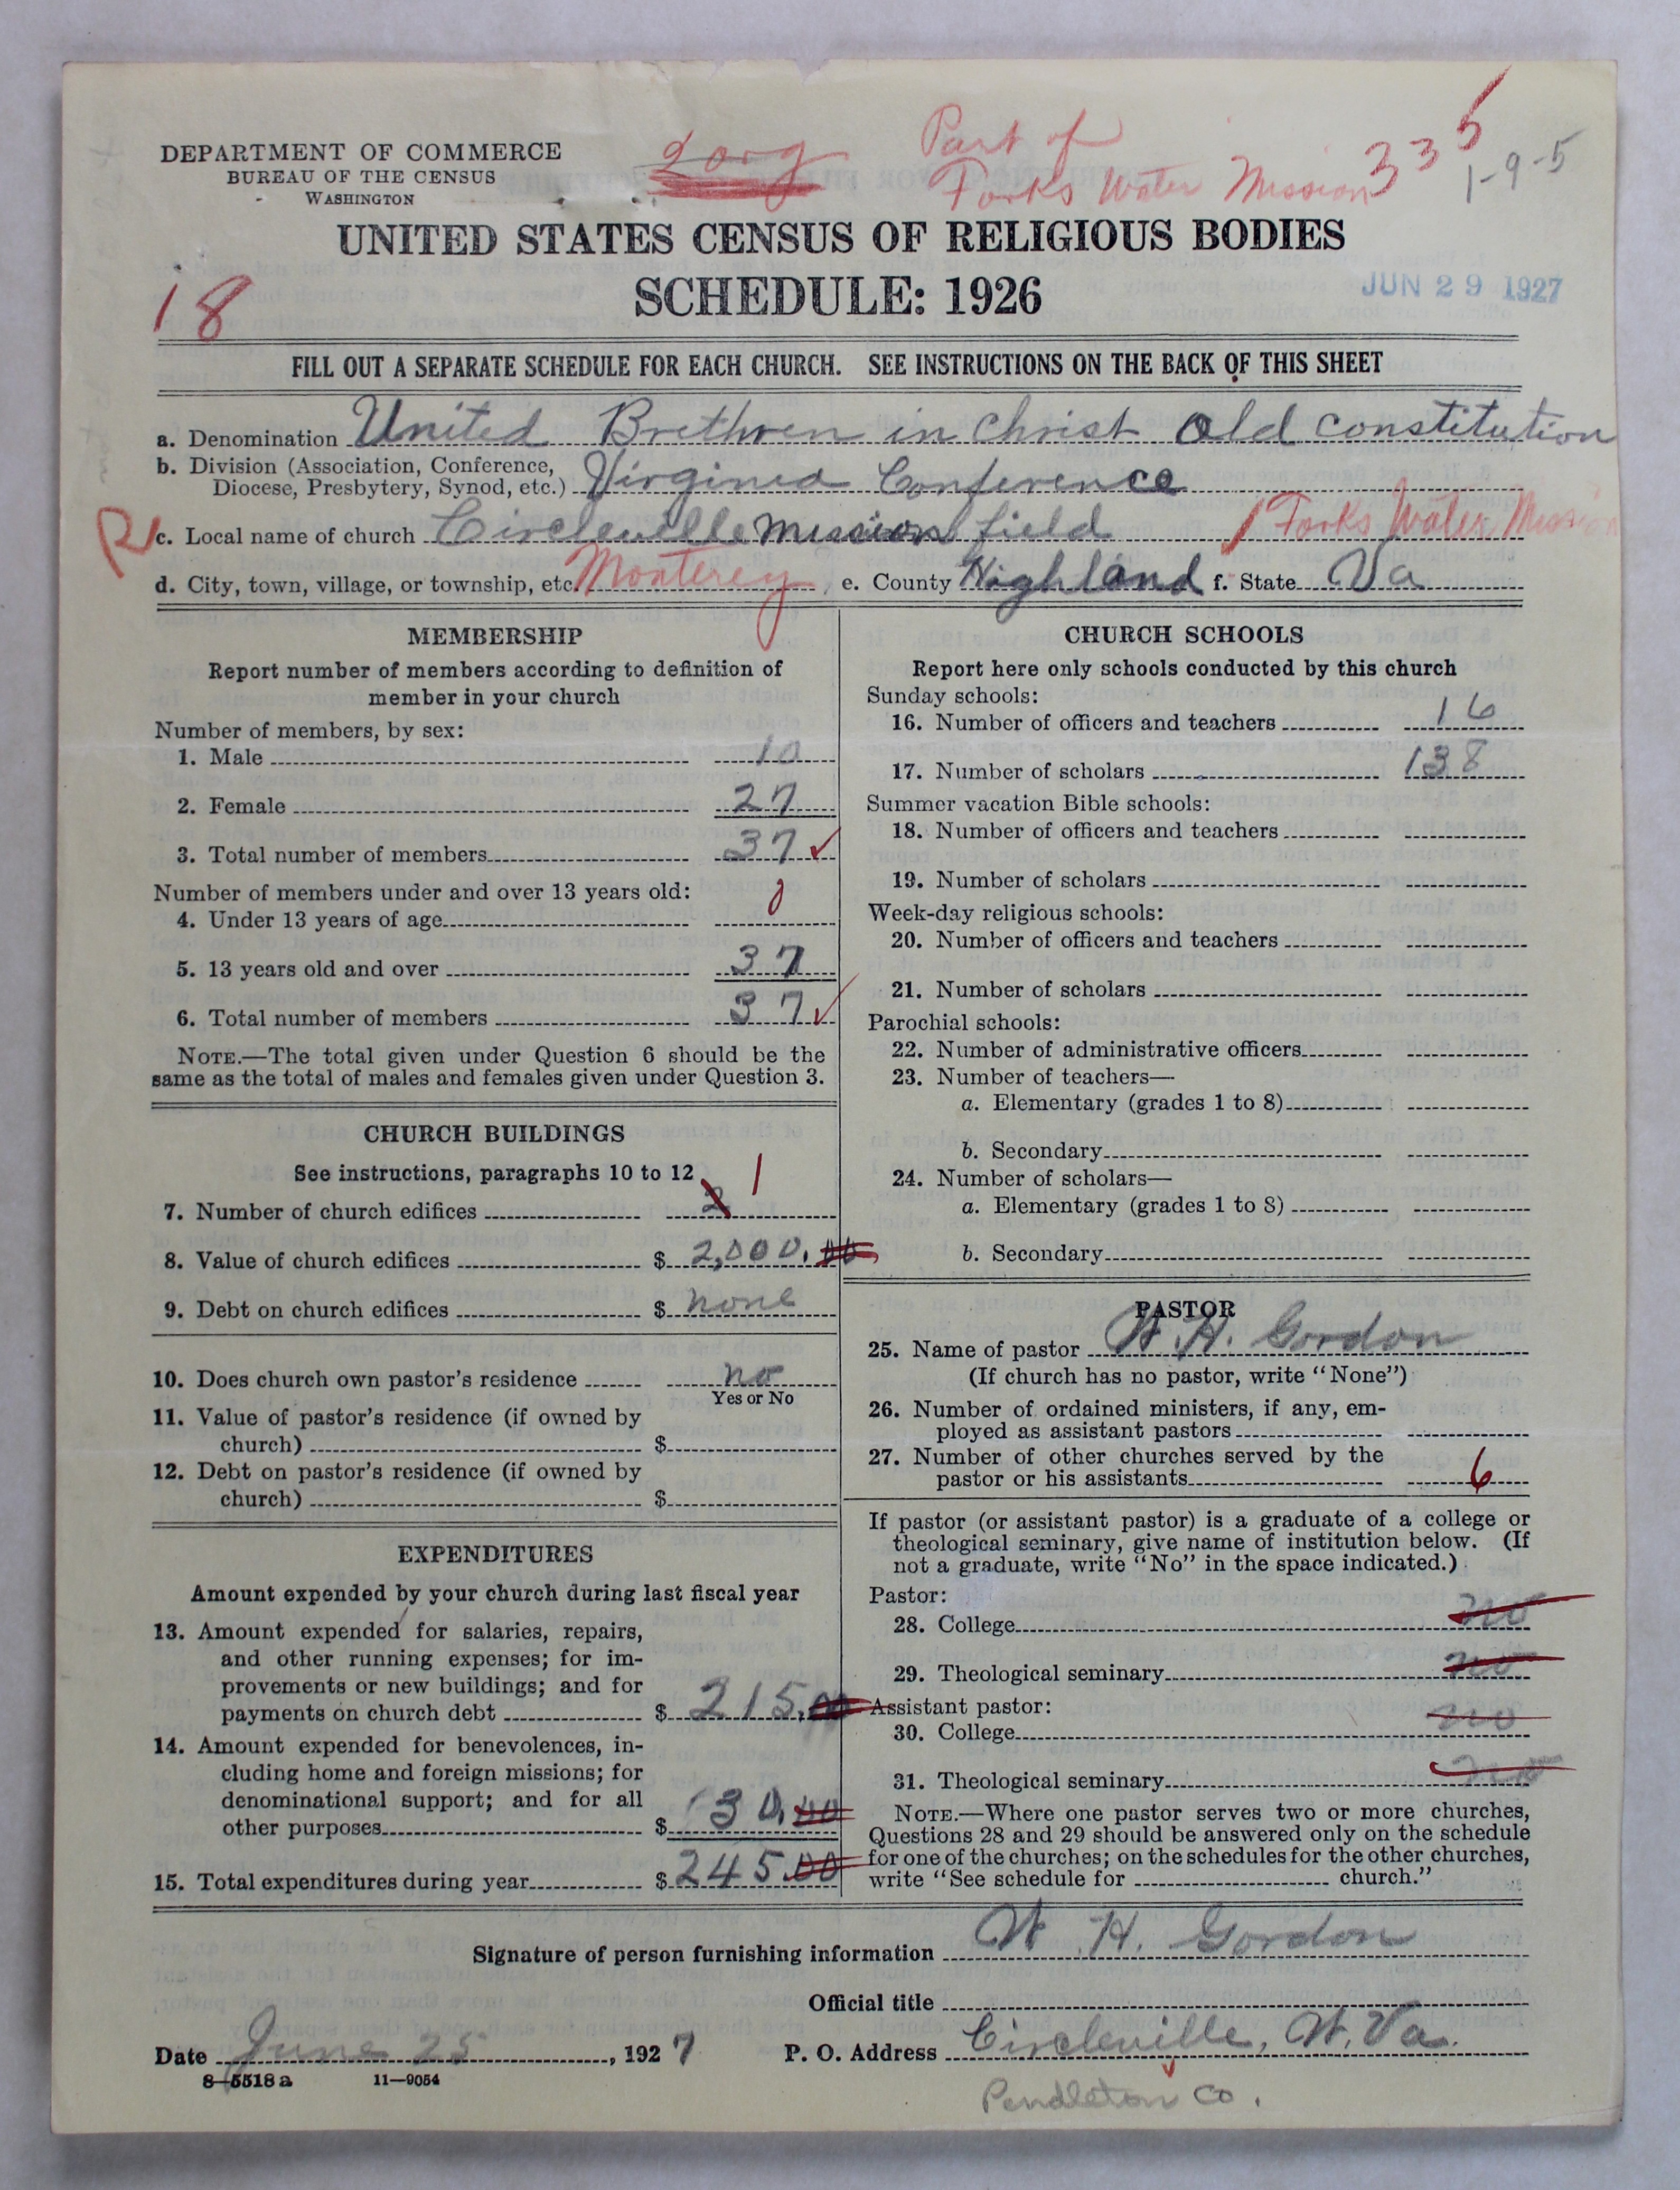 DEPARTMENT OF COMMERCE
BUREAU OF THE CENSUS
WASHINGTON
2 org
Part of
Forks Water Mission
335
1-9-5
UNITED STATES CENSUS OF RELIGIOUS BODIES
SCHEDULE: 1926
18
JUN 29 1927
FILL OUT A SEPARATE SCHEDULE FOR EACH CHURCH. SEE INSTRUCTIONS ON THE BACK OF THIS SHEET
a. Denomination United Brethren in Christ Old constitution
b. Division (Association, Conference,
Diocese, Presbytery, Synod, etc.) Virginia Conference
R c. Local name of church Circleville mission field / Forks Water Mission
d. City, town, village, or township, etc. Monterey e. County Highland f. State Va
MEMBERSHIP
Report number of members according to definition of
member in your church
Number of members, by sex:
1. Male 10
2. Female 27
3. Total number of members 37 ✓
Number of members under and over 13 years old:
4. Under 13 years of age 0
5. 13 years old and over 37
6. Total number of members 37 ✓
NOTE.—The total given under Question 6 should be the
same as the total of males and females given under Question 3.
CHURCH BUILDINGS
See instructions, paragraphs 10 to 12
7. Number of church edifices 2 1
8. Value of church edifices $ 2,000.00
9. Debt on church edifices $ none
10. Does church own pastor's residence no
Yes or No
11. Value of pastor's residence (if owned by
church) $
12. Debt on pastor's residence (if owned by
church) $
EXPENDITURES
Amount expended by your church during last fiscal year
13. Amount expended for salaries, repairs,
and other running expenses; for im-
provements or new buildings; and for
payments on church debt $ 215.00
14. Amount expended for benevolences, in-
cluding home and foreign missions; for
denominational support; and for all
other purposes $ 30.00
15. Total expenditures during year $ 245.00
CHURCH SCHOOLS
Report here only schools conducted by this church
Sunday schools:
16. Number of officers and teachers 16
17. Number of scholars 138
Summer vacation Bible schools:
18. Number of officers and teachers
19. Number of scholars
Week-day religious schools:
20. Number of officers and teachers
21. Number of scholars
Parochial schools:
22. Number of administrative officers
23. Number of teachers—
a. Elementary (grades 1 to 8)
b. Secondary
24. Number of scholars—
a. Elementary (grades 1 to 8)
b. Secondary
PASTOR
25. Name of pastor W. H. Gordon
(If church has no pastor, write "None")
26. Number of ordained ministers, if any, em-
ployed as assistant pastors
27. Number of other churches served by the
pastor or his assistants 6
If pastor (or assistant pastor) is a graduate of a college or
theological seminary, give name of institution below. (If
not a graduate, write "No" in the space indicated.)
Pastor:
28. College no
29. Theological seminary no
Assistant pastor:
30. College no
31. Theological seminary no
NOTE.—Where one pastor serves two or more churches,
Questions 28 and 29 should be answered only on the schedule
for one of the churches; on the schedules for the other churches,
write "See schedule for church."
Signature of person furnishing information W. H. Gordon
Official title
Date June 25, 1927 P. O. Address Circleville, W. Va.
8—5518 a 11—9054
Pendleton Co.